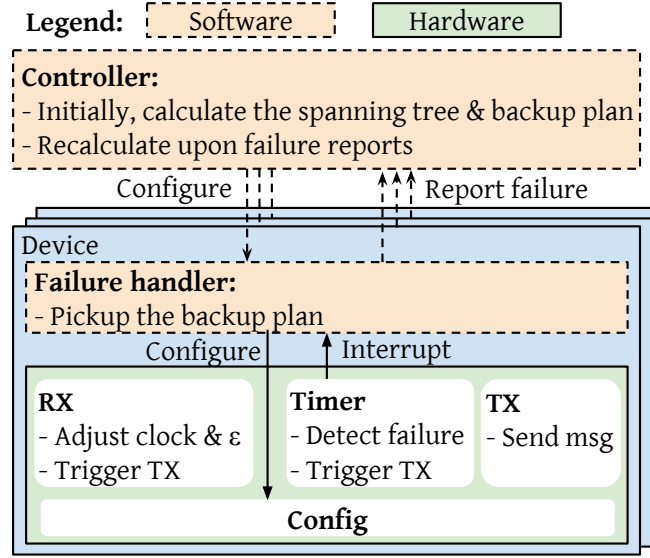 Legend: Software Hardware
Controller:
- Initially, calculate the spanning tree & backup plan
- Recalculate upon failure reports
Configure Report failure
Device
Failure handler:
- Pickup the backup plan
Configure Interrupt
RX
- Adjust clock & ε
- Trigger TX
Timer
- Detect failure
- Trigger TX
TX
- Send msg
Config